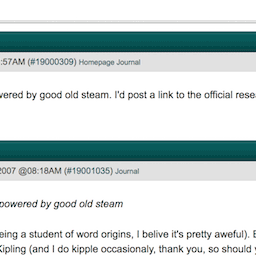 :57AM (#19000309) Homepage Journal
wered by good old steam. I'd post a link to the official rese
2007 @08:18AM (#19001035) Journal
powered by good old steam
eing a student of word origins, I belive it's pretty aweful). E
Kipling (and I do kipple occasionaly, thank you, so should y